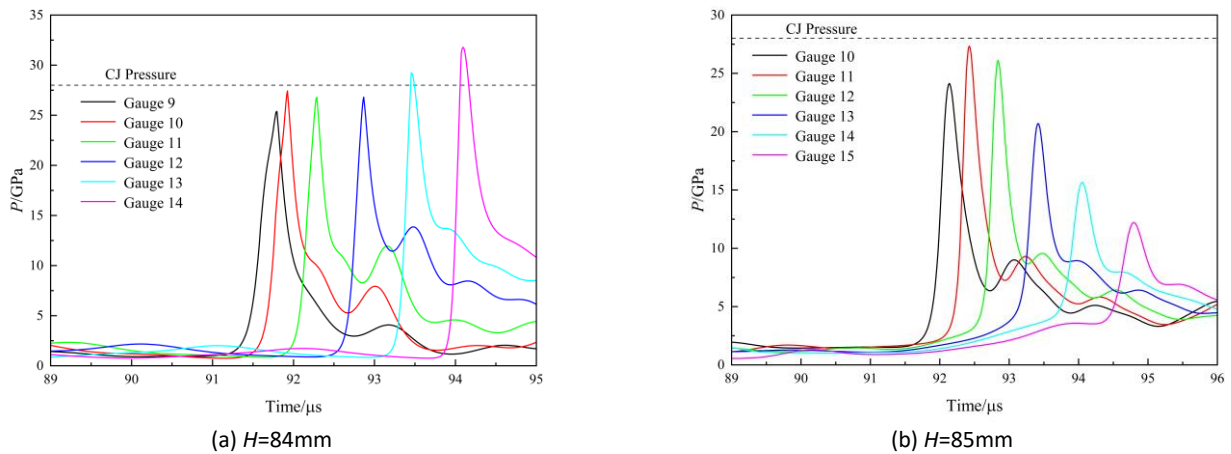 35
30
25
20
15
10
5
0
P/GPa
CJ Pressure
Gauge 9
Gauge 10
Gauge 11
Gauge 12
Gauge 13
Gauge 14
89 90 91 92 93 94 95
Time/μs
(a) H=84mm
30
25
20
15
10
5
0
P/GPa
CJ Pressure
Gauge 10
Gauge 11
Gauge 12
Gauge 13
Gauge 14
Gauge 15
89 90 91 92 93 94 95 96
Time/μs
(b) H=85mm